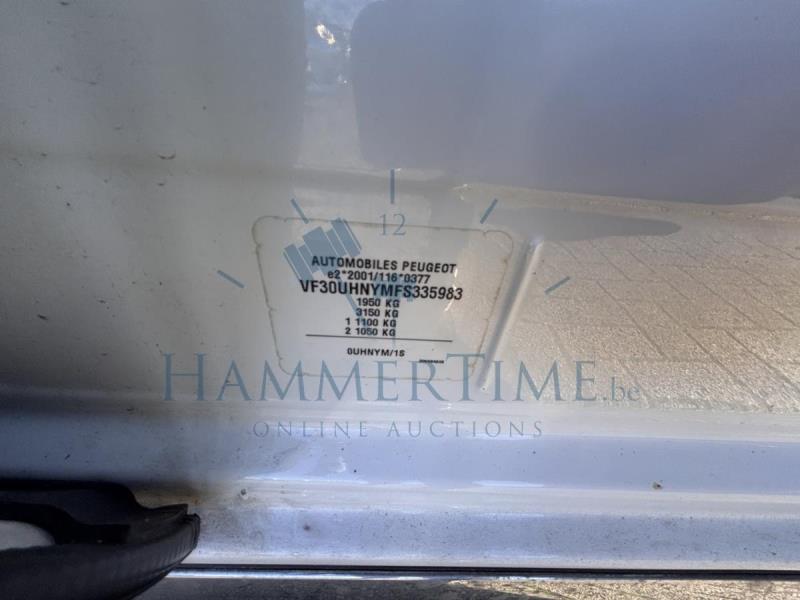 12
AUTOMOBILES PEUGEOT
e2*2001/116*0377
VF30UHNYMFS335983
1950 KG
3150 KG
1 1100 KG
2 1050 KG
0UHNYM/1S
HAMMERTIME.be
ONLINE AUCTIONS